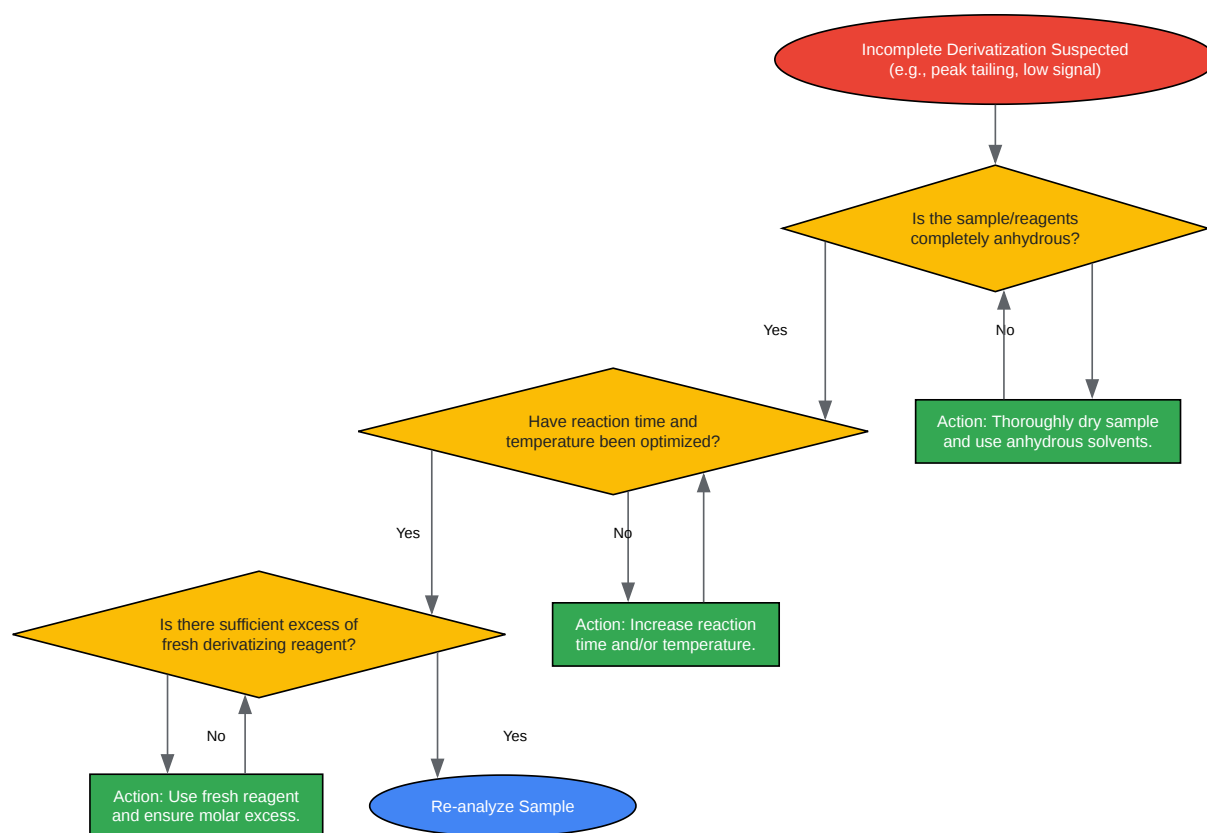 Incomplete Derivatization Suspected
(e.g., peak tailing, low signal)
Is the sample/reagents
completely anhydrous?
Yes
No
Action: Thoroughly dry sample
and use anhydrous solvents.
Have reaction time and
temperature been optimized?
Yes
No
Action: Increase reaction
time and/or temperature.
Is there sufficient excess of
fresh derivatizing reagent?
No
Yes
Action: Use fresh reagent
and ensure molar excess.
Re-analyze Sample